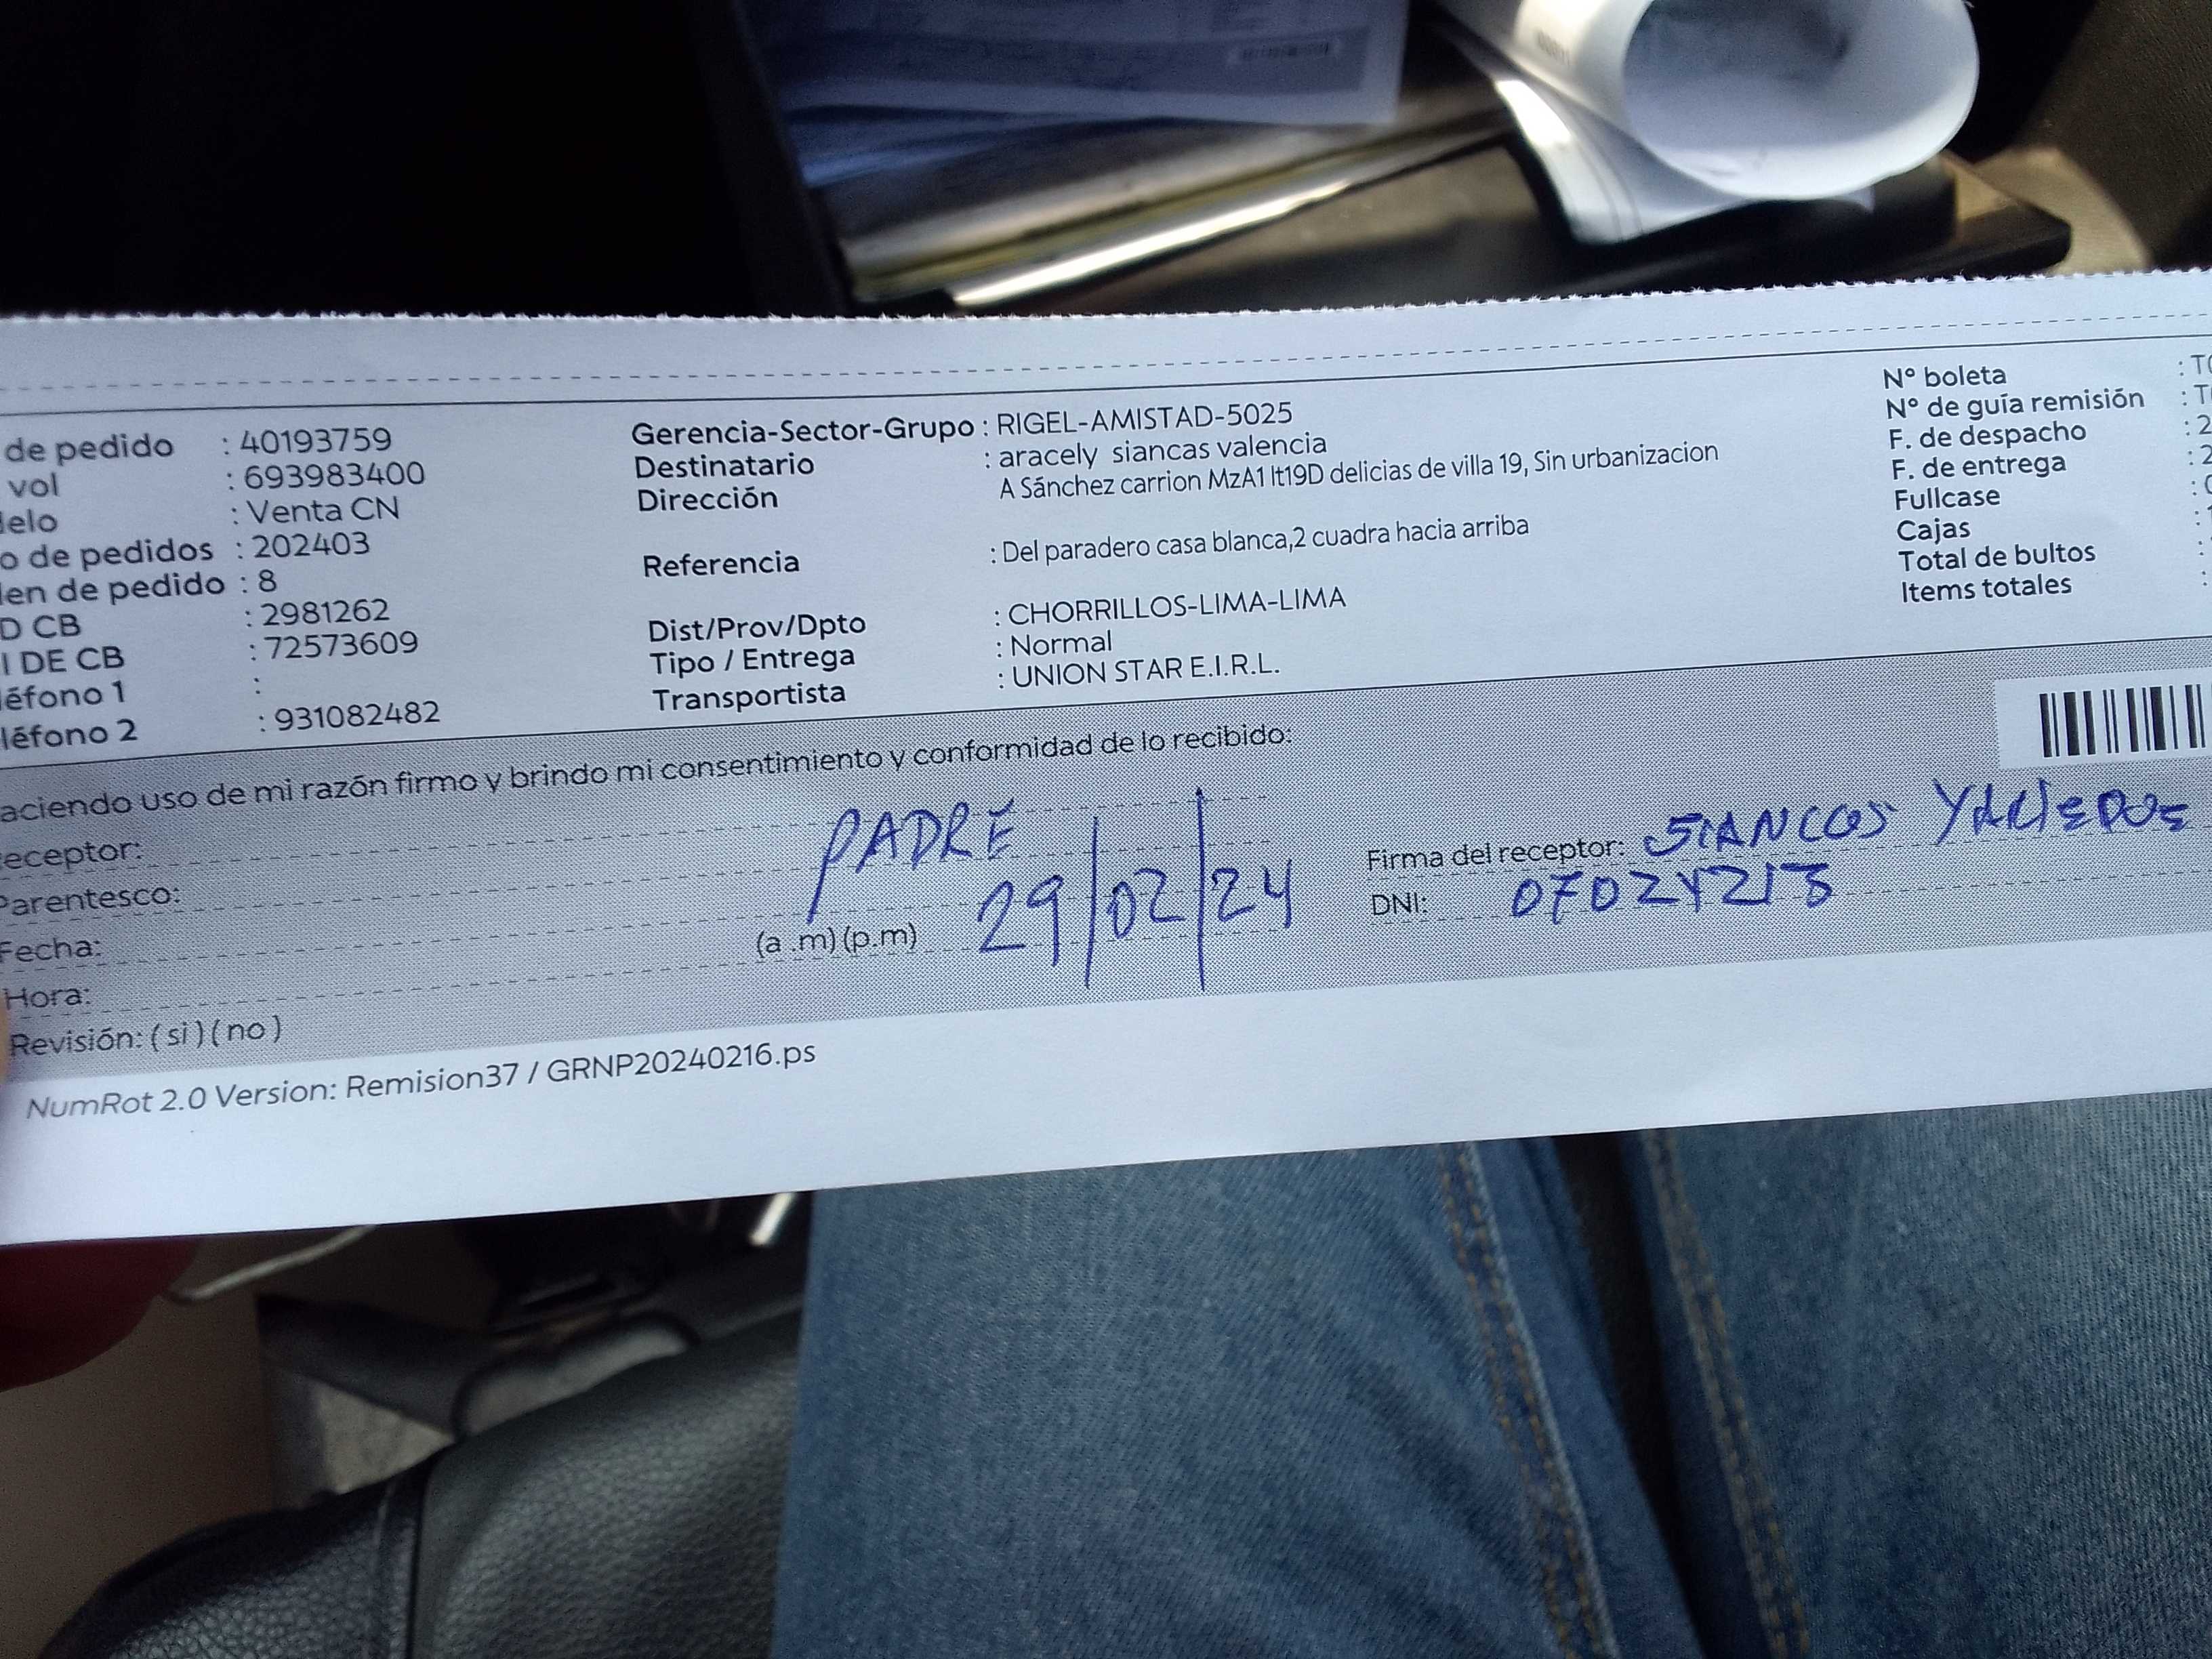 de pedido : 40193759
vol : 693983400
elo : Venta CN
o de pedidos : 202403
en de pedido : 8
D CB : 2981262
I DE CB : 72573609
éfono 1 :
léfono 2 : 931082482
Gerencia-Sector-Grupo : RIGEL-AMISTAD-5025
Destinatario : aracely siancas valencia
Dirección A Sánchez carrion MzA1 lt19D delicias de villa 19, Sin urbanizacion
Referencia : Del paradero casa blanca,2 cuadra hacia arriba
Dist/Prov/Dpto : CHORRILLOS-LIMA-LIMA
Tipo / Entrega : Normal
Transportista : UNION STAR E.I.R.L.
N° boleta : T
N° de guía remisión : T
F. de despacho : 2
F. de entrega : 2
Fullcase :
Cajas :
Total de bultos :
Items totales :
aciendo uso de mi razón firmo y brindo mi consentimiento y conformidad de lo recibido:
eceptor:
Parentesco: PADRE
Fecha: 29/02/24
Hora: (a .m) (p.m)
Revisión: ( si ) ( no )
Firma del receptor: SIANCAS
DNI:
NumRot 2.0 Version: Remision37 / GRNP20240216.ps